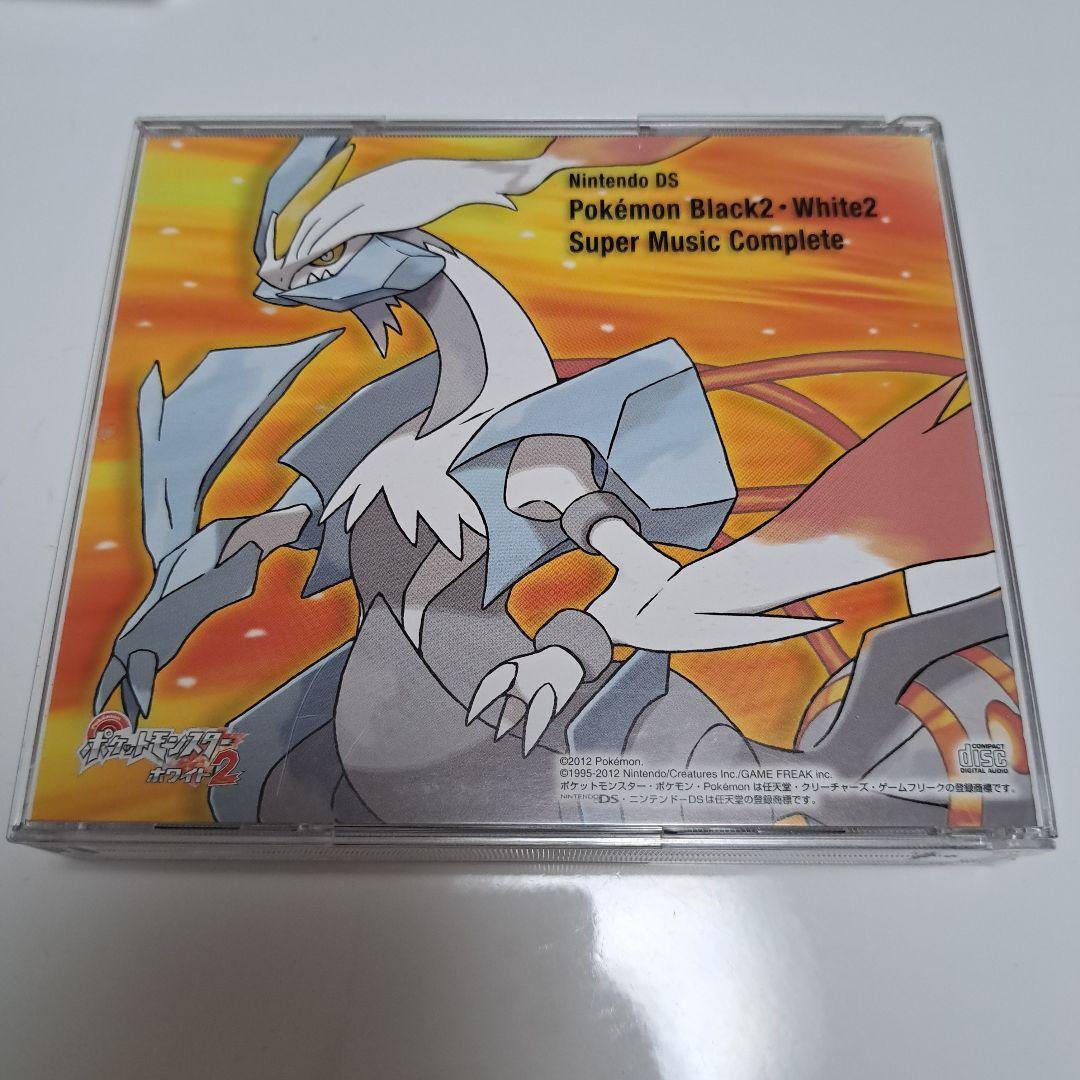 Nintendo DS
Pokémon Black2・White2
Super Music Complete
ポケットモンスター
ホワイト2
©2012 Pokémon.
©1995-2012 Nintendo/Creatures Inc./GAME FREAK inc.
ポケットモンスター・ポケモン・Pokémonは任天堂・クリーチャーズ・ゲームフリークの登録商標です。
NINTENDO DS・ニンテンドーDSは任天堂の登録商標です。
COMPACT
disc
DIGITAL AUDIO